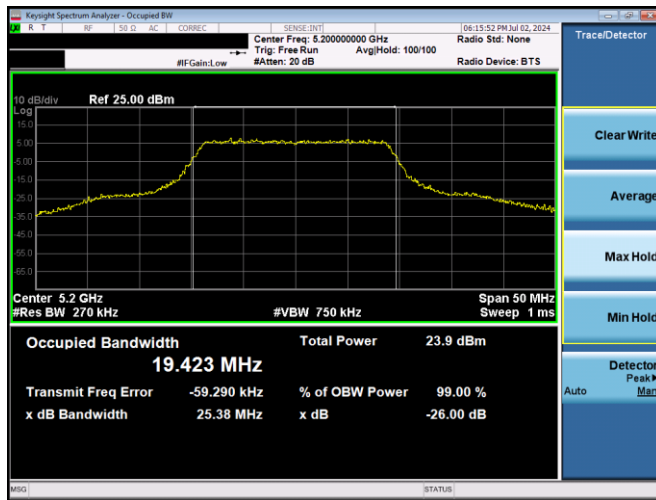 Keysight Spectrum Analyzer - Occupied BW
LXI R T RF 50 Ω AC CORREC SENSE:INT 06:15:52 PM Jul 02, 2024
Center Freq: 5.200000000 GHz Radio Std: None
Trig: Free Run Avg|Hold: 100/100
#IFGain:Low #Atten: 20 dB Radio Device: BTS
Trace/Detector
10 dB/div Ref 25.00 dBm
Log
15.0
5.00
-5.00
-15.0
-25.0
-35.0
-45.0
-55.0
-65.0
Center 5.2 GHz Span 50 MHz
#Res BW 270 kHz #VBW 750 kHz Sweep 1 ms
Occupied Bandwidth Total Power 23.9 dBm
19.423 MHz
Transmit Freq Error -59.290 kHz % of OBW Power 99.00 %
x dB Bandwidth 25.38 MHz x dB -26.00 dB
Clear Write
Average
Max Hold
Min Hold
Detector
Peak
Auto Man
MSG STATUS